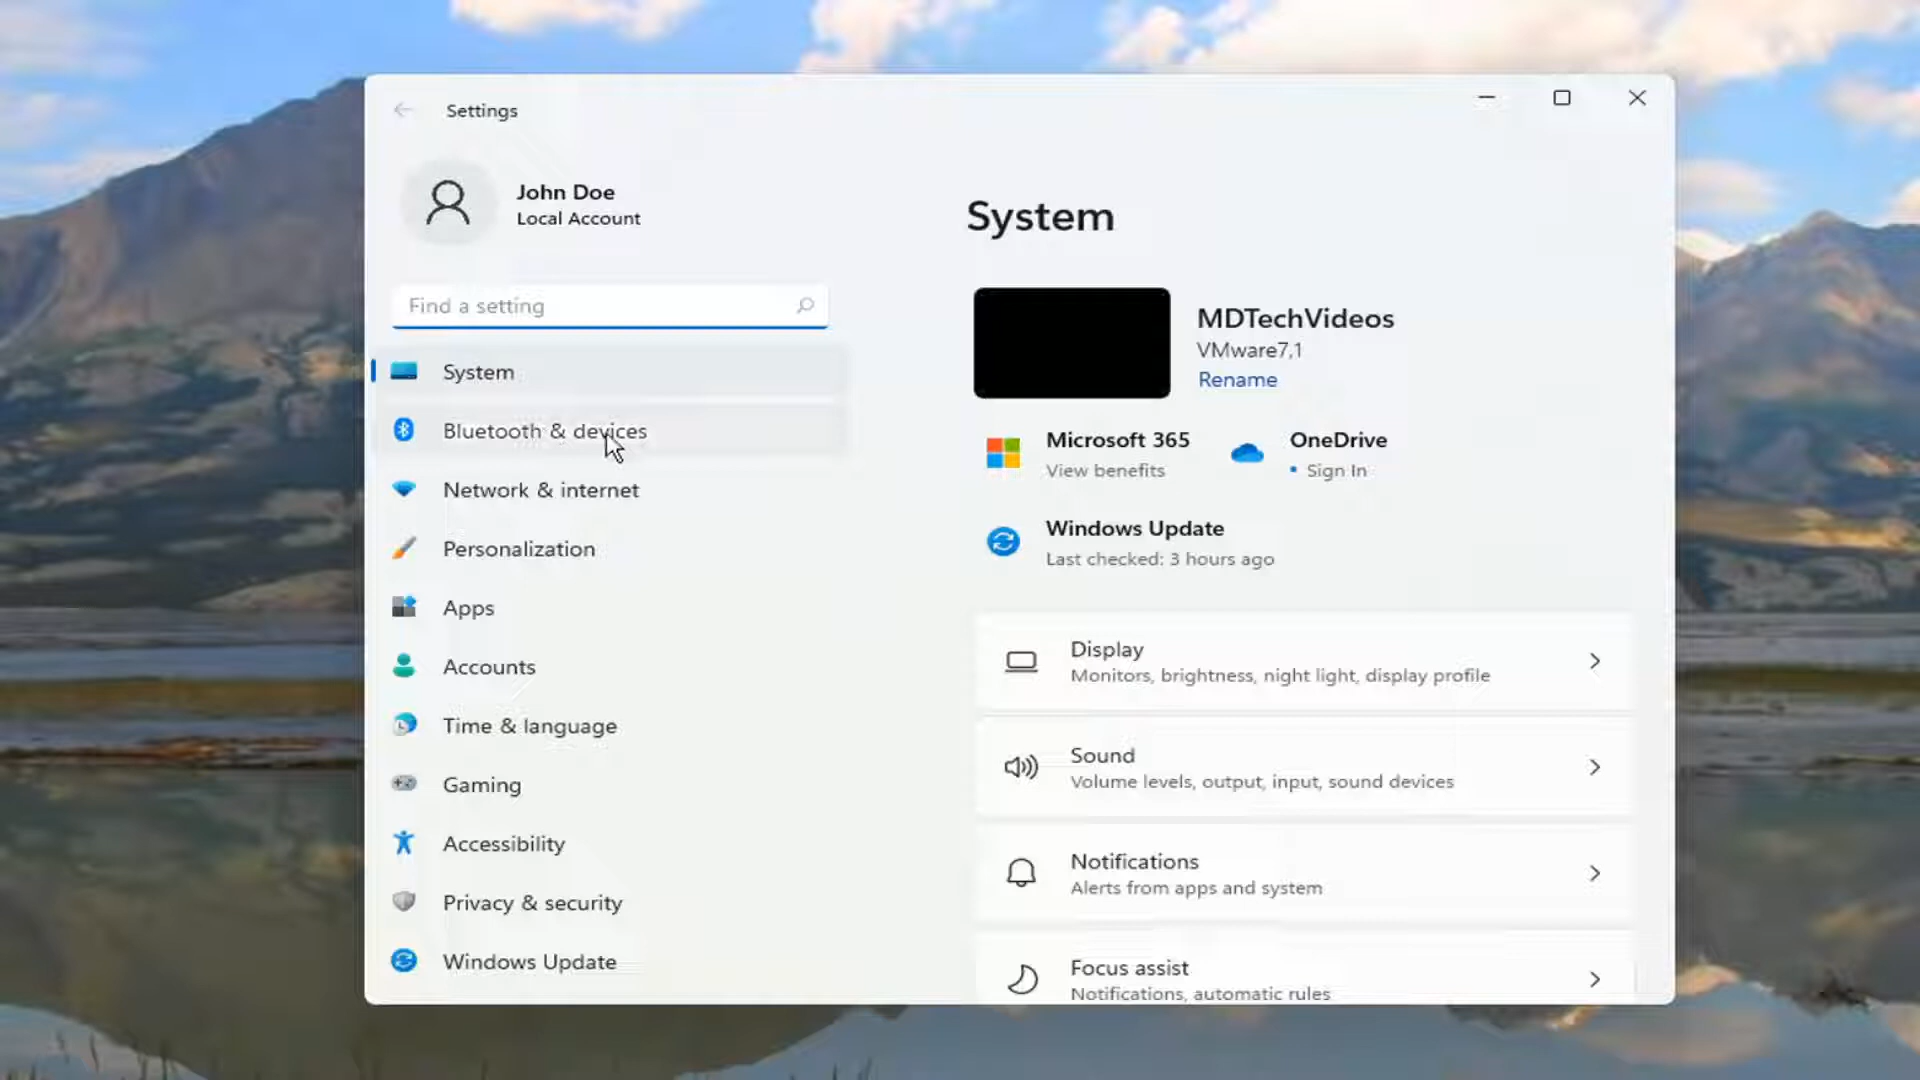 Settings
John Doe
Local Account
Find a setting
System
Bluetooth & devices
Network & internet
Personalization
Apps
Accounts
Time & language
Gaming
Accessibility
Privacy & security
Windows Update
System
MDTechVideos
VMware7,1
Rename
Microsoft 365
View benefits
OneDrive
• Sign In
Windows Update
Last checked: 3 hours ago
Display
Monitors, brightness, night light, display profile
Sound
Volume levels, output, input, sound devices
Notifications
Alerts from apps and system
Focus assist
Notifications, automatic rules